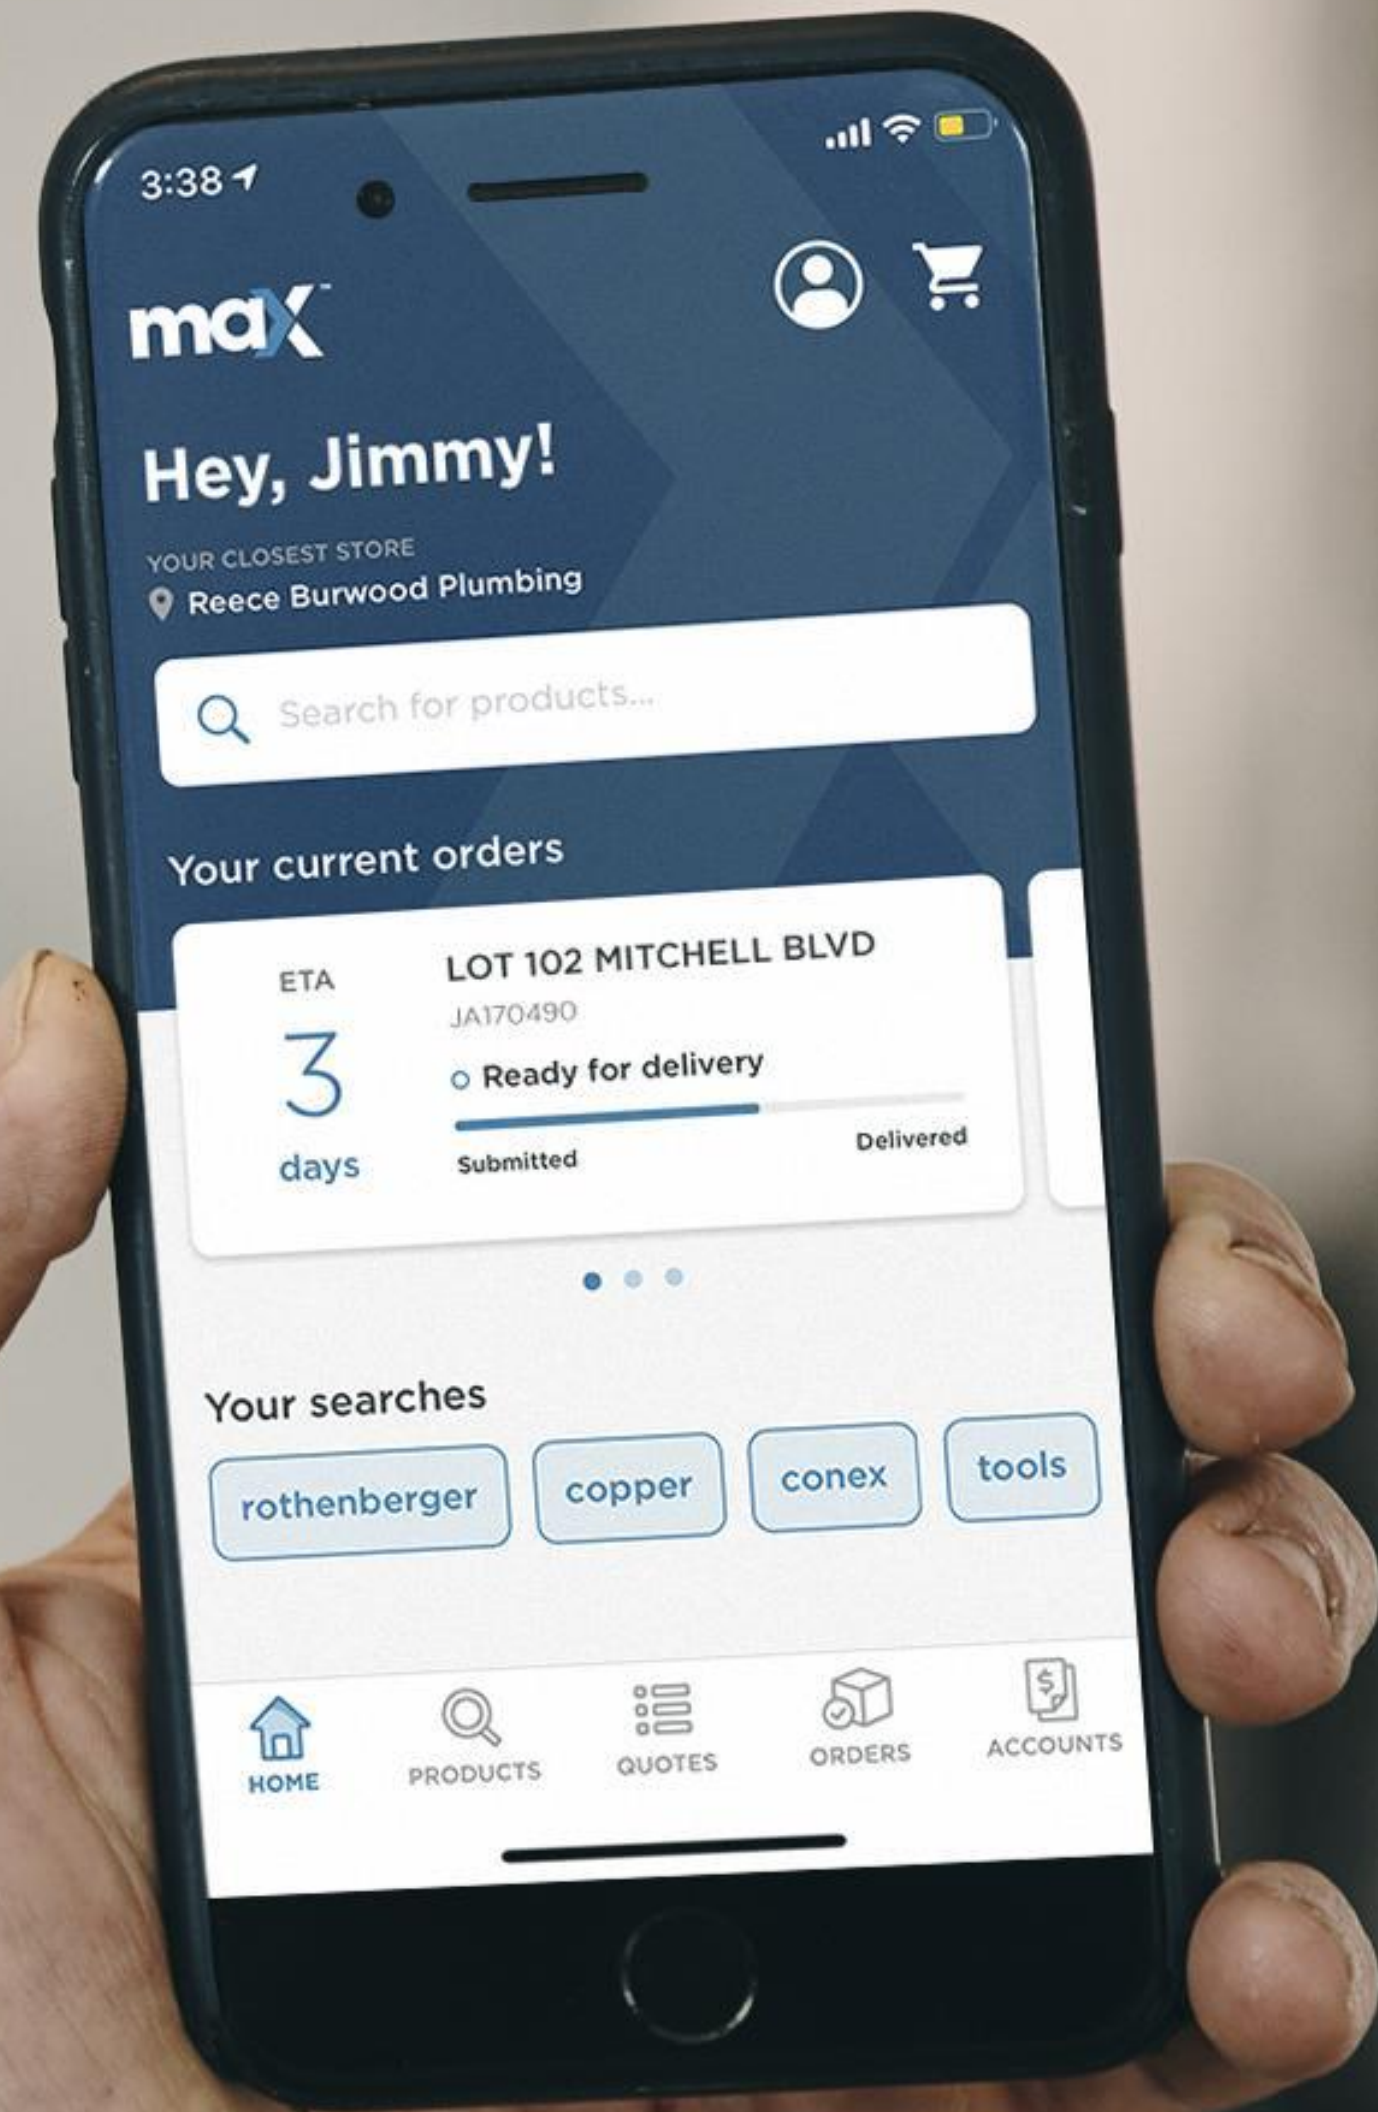 3:38
max™
Hey, Jimmy!
YOUR CLOSEST STORE
Reece Burwood Plumbing
Search for products...
Your current orders
ETA
3
days
LOT 102 MITCHELL BLVD
JA170490
Ready for delivery
Submitted
Delivered
Your searches
rothenberger
copper
conex
tools
HOME
PRODUCTS
QUOTES
ORDERS
ACCOUNTS